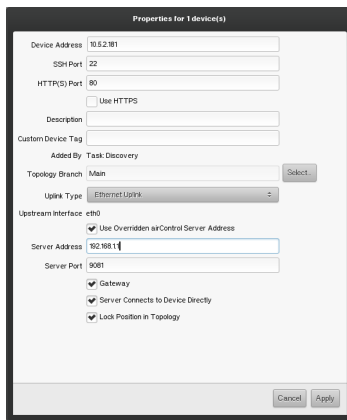 Properties for 1 device(s)
Device Address 10.5.2.181
SSH Port 22
HTTP(S) Port 80
Use HTTPS
Description
Custom Device Tag
Added By Task: Discovery
Topology Branch Main Select..
Uplink Type Ethernet Uplink
Upstream Interface eth0
Use Overridden airControl Server Address
Server Address 192.168.1.1
Server Port 9081
Gateway
Server Connects to Device Directly
Lock Position in Topology
Cancel Apply